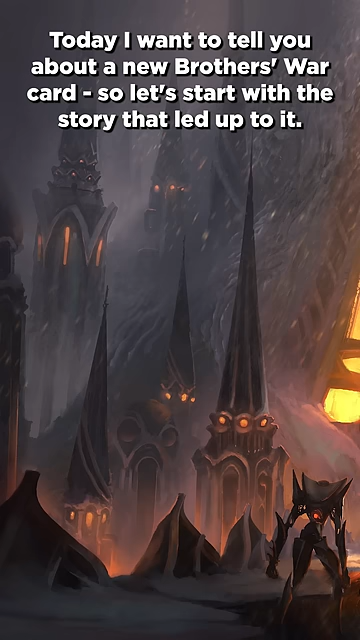 Today I want to tell you
about a new Brothers' War
card - so let's start with the
story that led up to it.